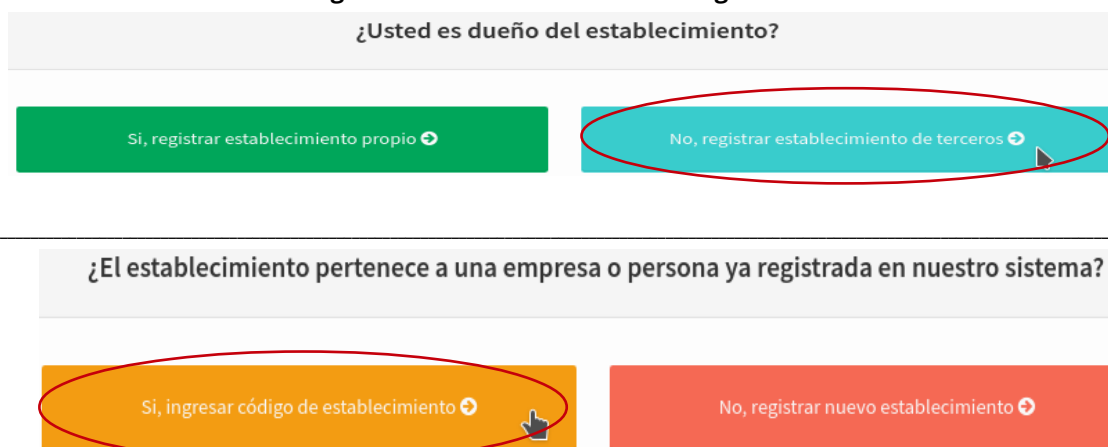 ¿Usted es dueño del establecimiento?
Si, registrar establecimiento propio
No, registrar establecimiento de terceros
¿El establecimiento pertenece a una empresa o persona ya registrada en nuestro sistema?
Si, ingresar código de establecimiento
No, registrar nuevo establecimiento